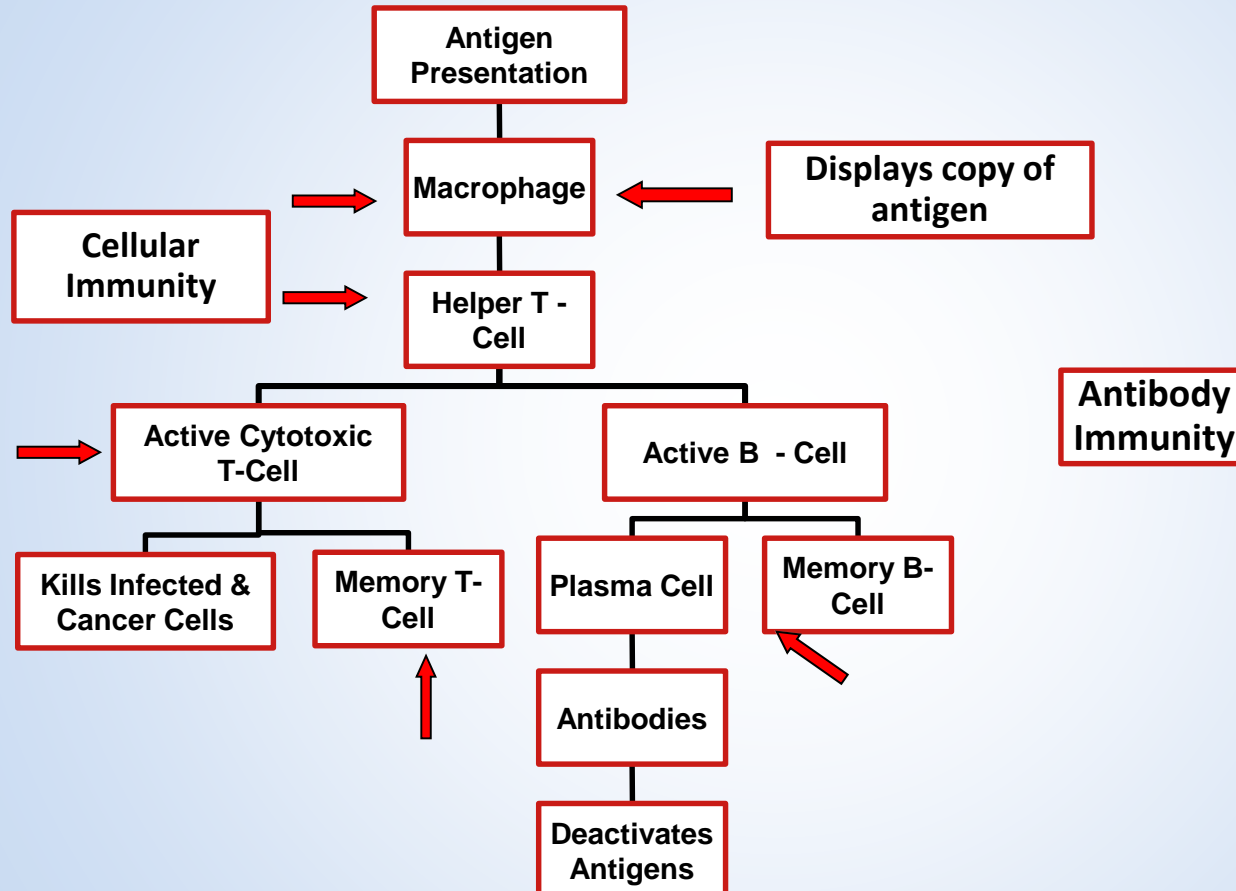 Antigen
Presentation
Macrophage
Displays copy of
antigen
Cellular
Immunity
Helper T -
Cell
Active Cytotoxic
T-Cell
Active B - Cell
Antibody
Immunity
Kills Infected &
Cancer Cells
Memory T-
Cell
Plasma Cell
Memory B-
Cell
Antibodies
Deactivates
Antigens